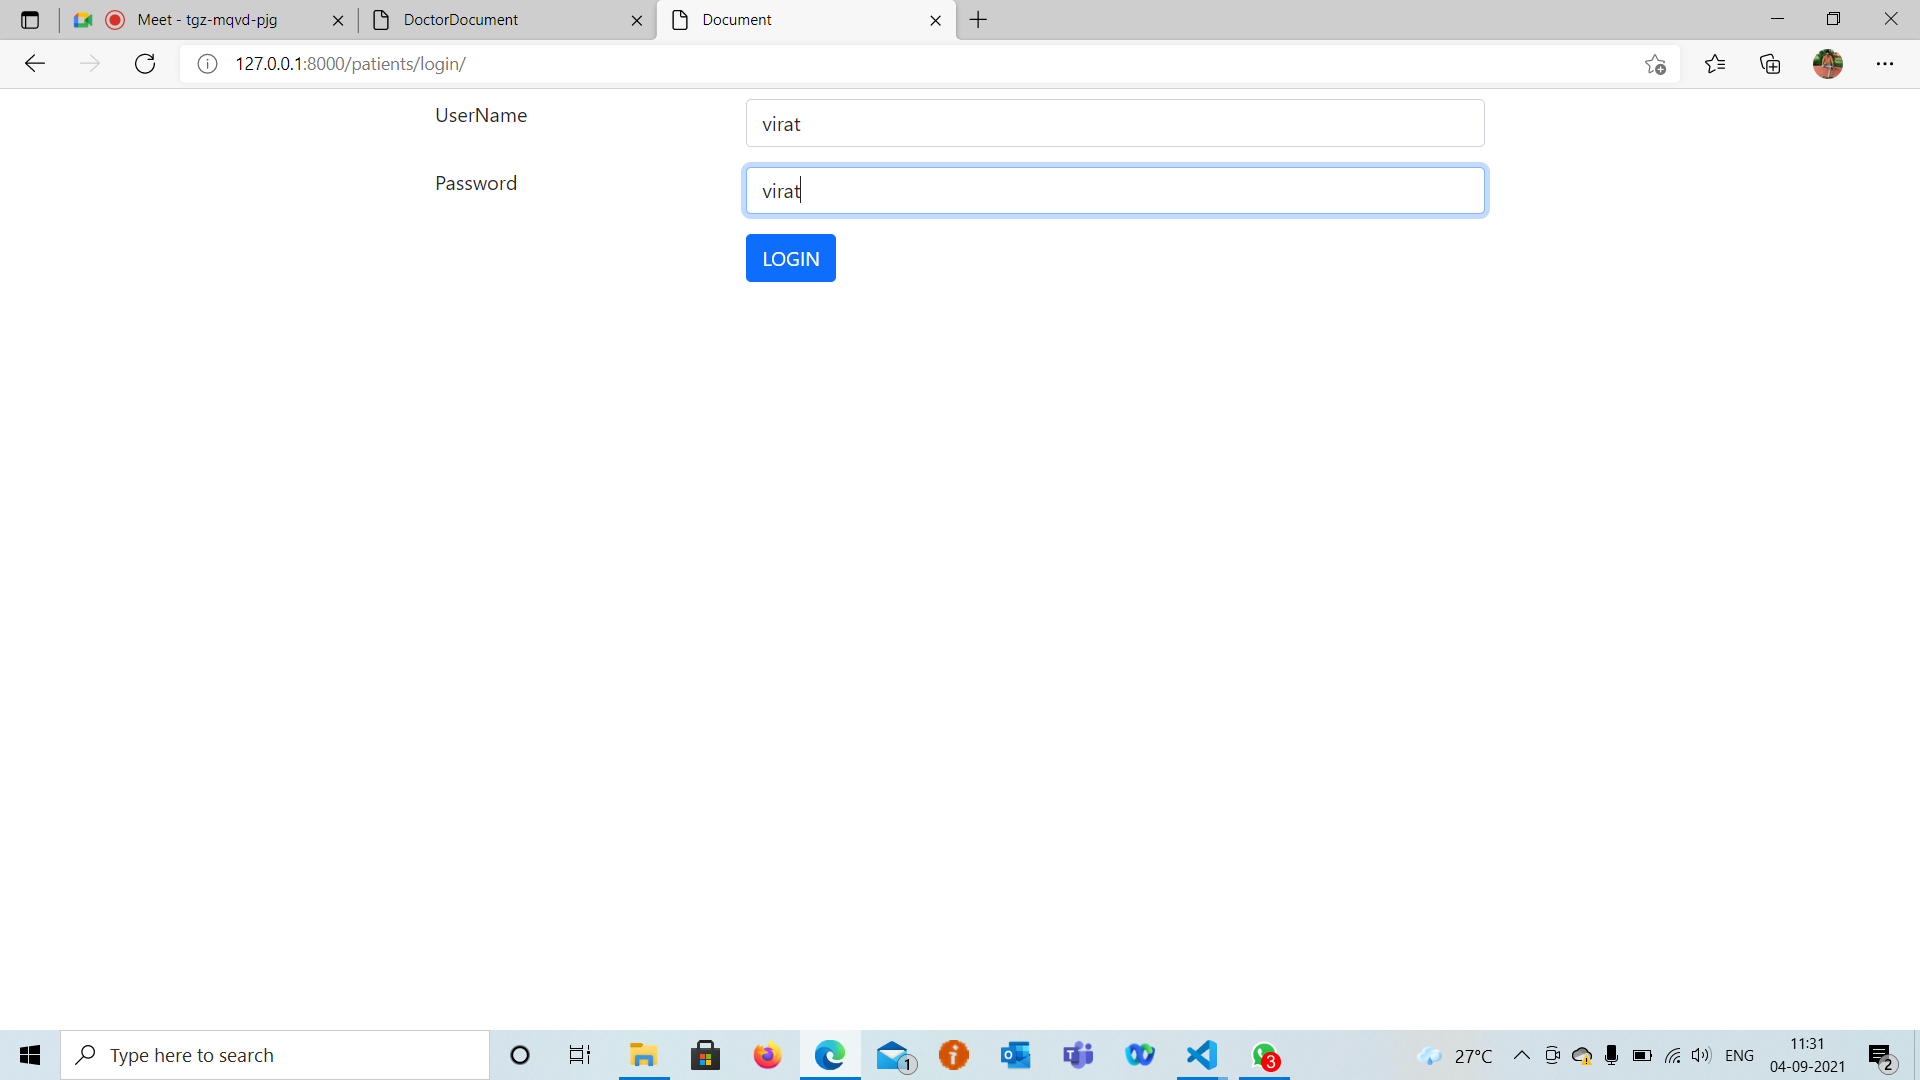 Meet - tgz-mqvd-pjg
DoctorDocument
Document
127.0.0.1:8000/patients/login/
UserName
virat
Password
virat
LOGIN
Type here to search
1
3
27°C
ENG
11:31
04-09-2021
2